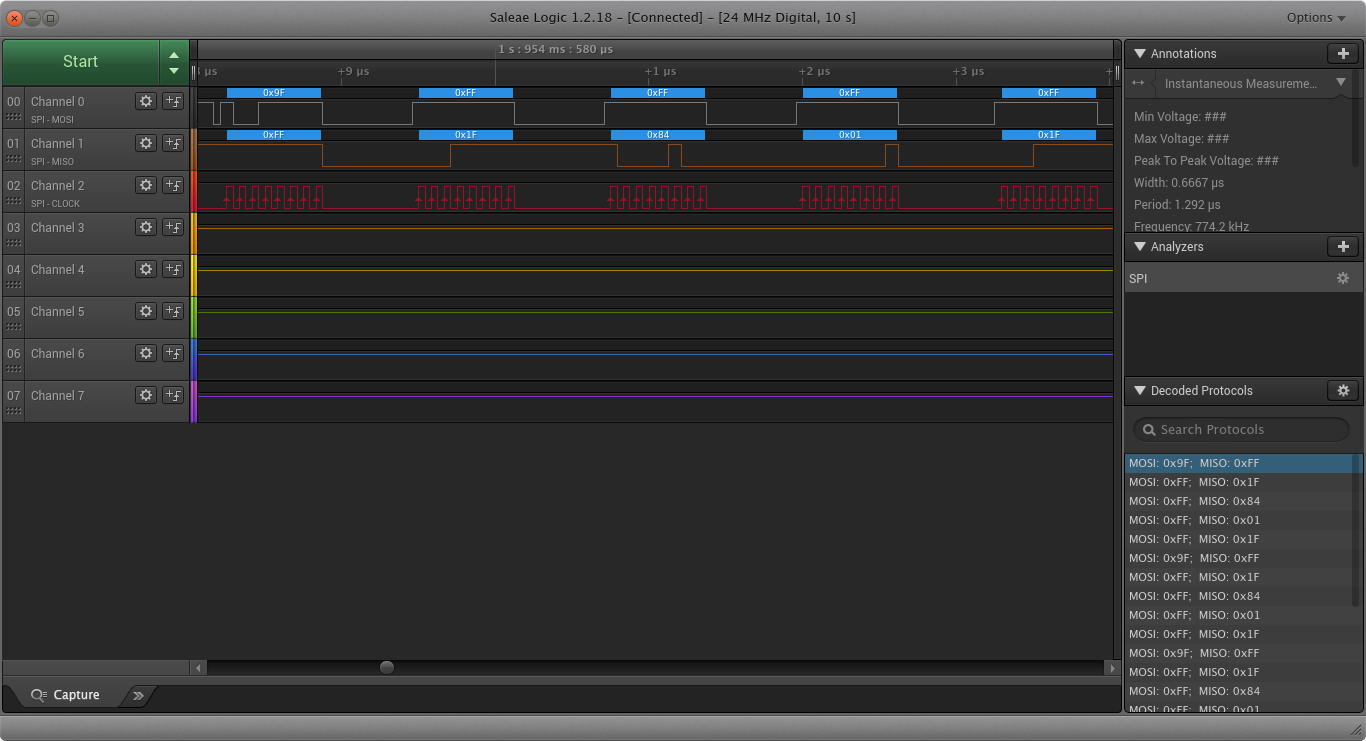 Saleae Logic 1.2.18 – [Connected] – [24 MHz Digital, 10 s]
Options
Start
1 s : 954 ms : 580 µs
8 µs
+9 µs
+1 µs
+2 µs
+3 µs
+
00 Channel 0
SPI - MOSI
0x9F 0xFF 0xFF 0xFF 0xFF
01 Channel 1
SPI - MISO
0xFF 0x1F 0x84 0x01 0x1F
02 Channel 2
SPI - CLOCK
03 Channel 3
04 Channel 4
05 Channel 5
06 Channel 6
07 Channel 7
Capture
Annotations
Instantaneous Measureme...
Min Voltage: ###
Max Voltage: ###
Peak To Peak Voltage: ###
Width: 0.6667 µs
Period: 1.292 µs
Frequency: 774.2 kHz
Analyzers
SPI
Decoded Protocols
Search Protocols
MOSI: 0x9F;  MISO: 0xFF
MOSI: 0xFF;  MISO: 0x1F
MOSI: 0xFF;  MISO: 0x84
MOSI: 0xFF;  MISO: 0x01
MOSI: 0xFF;  MISO: 0x1F
MOSI: 0x9F;  MISO: 0xFF
MOSI: 0xFF;  MISO: 0x1F
MOSI: 0xFF;  MISO: 0x84
MOSI: 0xFF;  MISO: 0x01
MOSI: 0xFF;  MISO: 0x1F
MOSI: 0x9F;  MISO: 0xFF
MOSI: 0xFF;  MISO: 0x1F
MOSI: 0xFF;  MISO: 0x84
MOSI: 0xFF;  MISO: 0x01